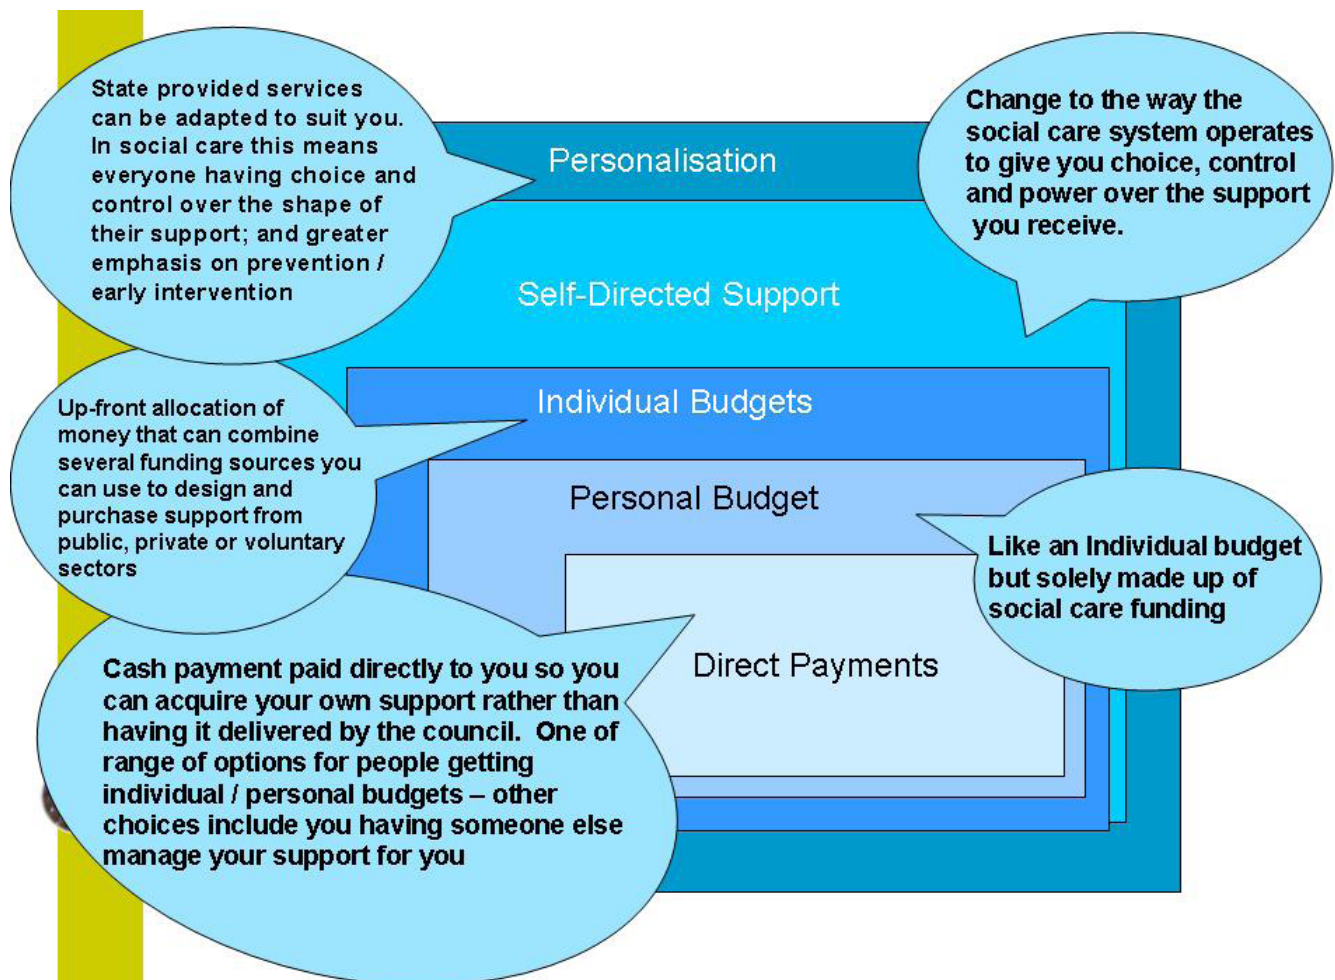 State provided services
can be adapted to suit you.
In social care this means
everyone having choice and
control over the shape of
their support; and greater
emphasis on prevention /
early intervention
Personalisation
Change to the way the
social care system operates
to give you choice, control
and power over the support
you receive.
Self-Directed Support
Individual Budgets
Up-front allocation of
money that can combine
several funding sources you
can use to design and
purchase support from
public, private or voluntary
sectors
Personal Budget
Like an Individual budget
but solely made up of
social care funding
Direct Payments
Cash payment paid directly to you so you
can acquire your own support rather than
having it delivered by the council.  One of
range of options for people getting
individual / personal budgets – other
choices include you having someone else
manage your support for you